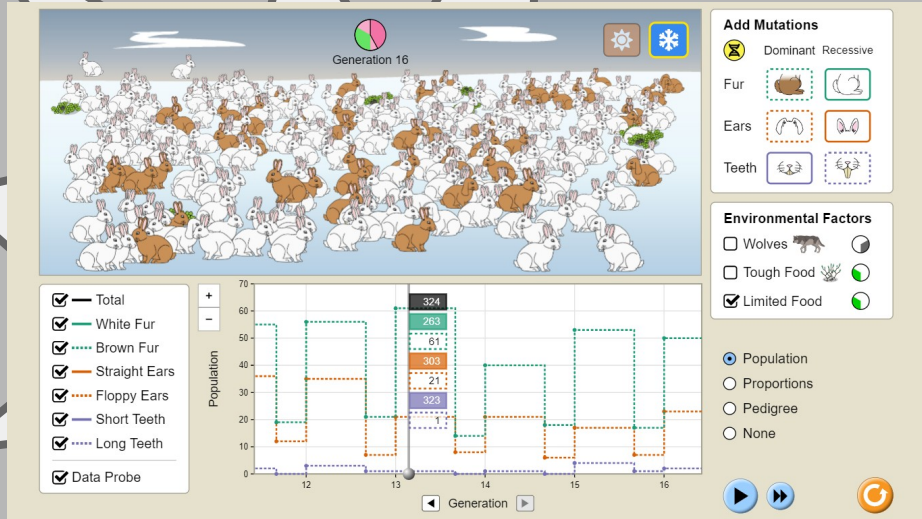 Generation 16
Add Mutations
Dominant Recessive
Fur
Ears
Teeth
Environmental Factors
Wolves
Tough Food
Limited Food
Total
White Fur
Brown Fur
Straight Ears
Floppy Ears
Short Teeth
Long Teeth
Data Probe
+
−
Population
70
60
50
40
30
20
10
0
324
263
61
303
21
323
1
12
13
14
15
16
Generation
Population
Proportions
Pedigree
None